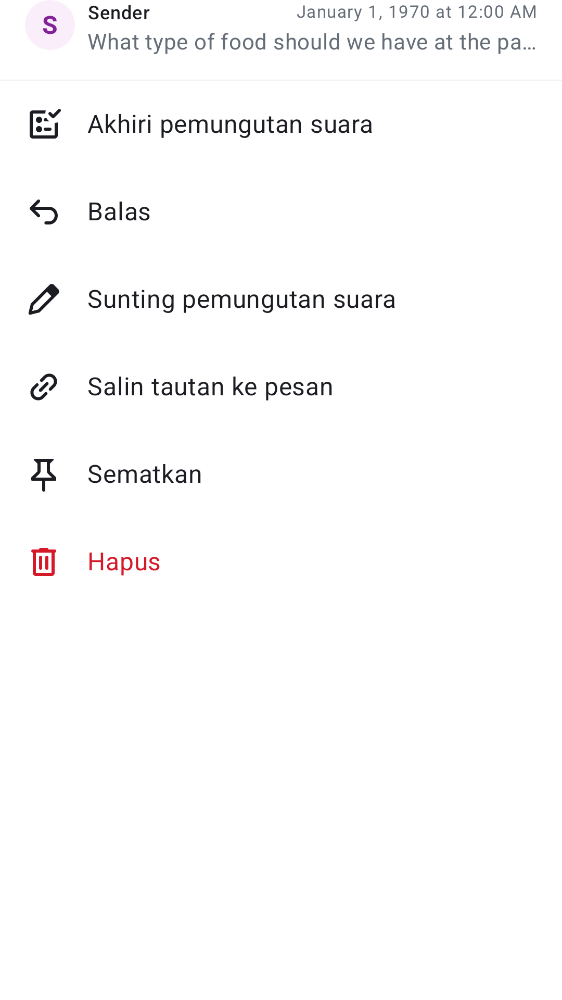 S
Sender
January 1, 1970 at 12:00 AM
What type of food should we have at the pa…
Akhiri pemungutan suara
Balas
Sunting pemungutan suara
Salin tautan ke pesan
Sematkan
Hapus